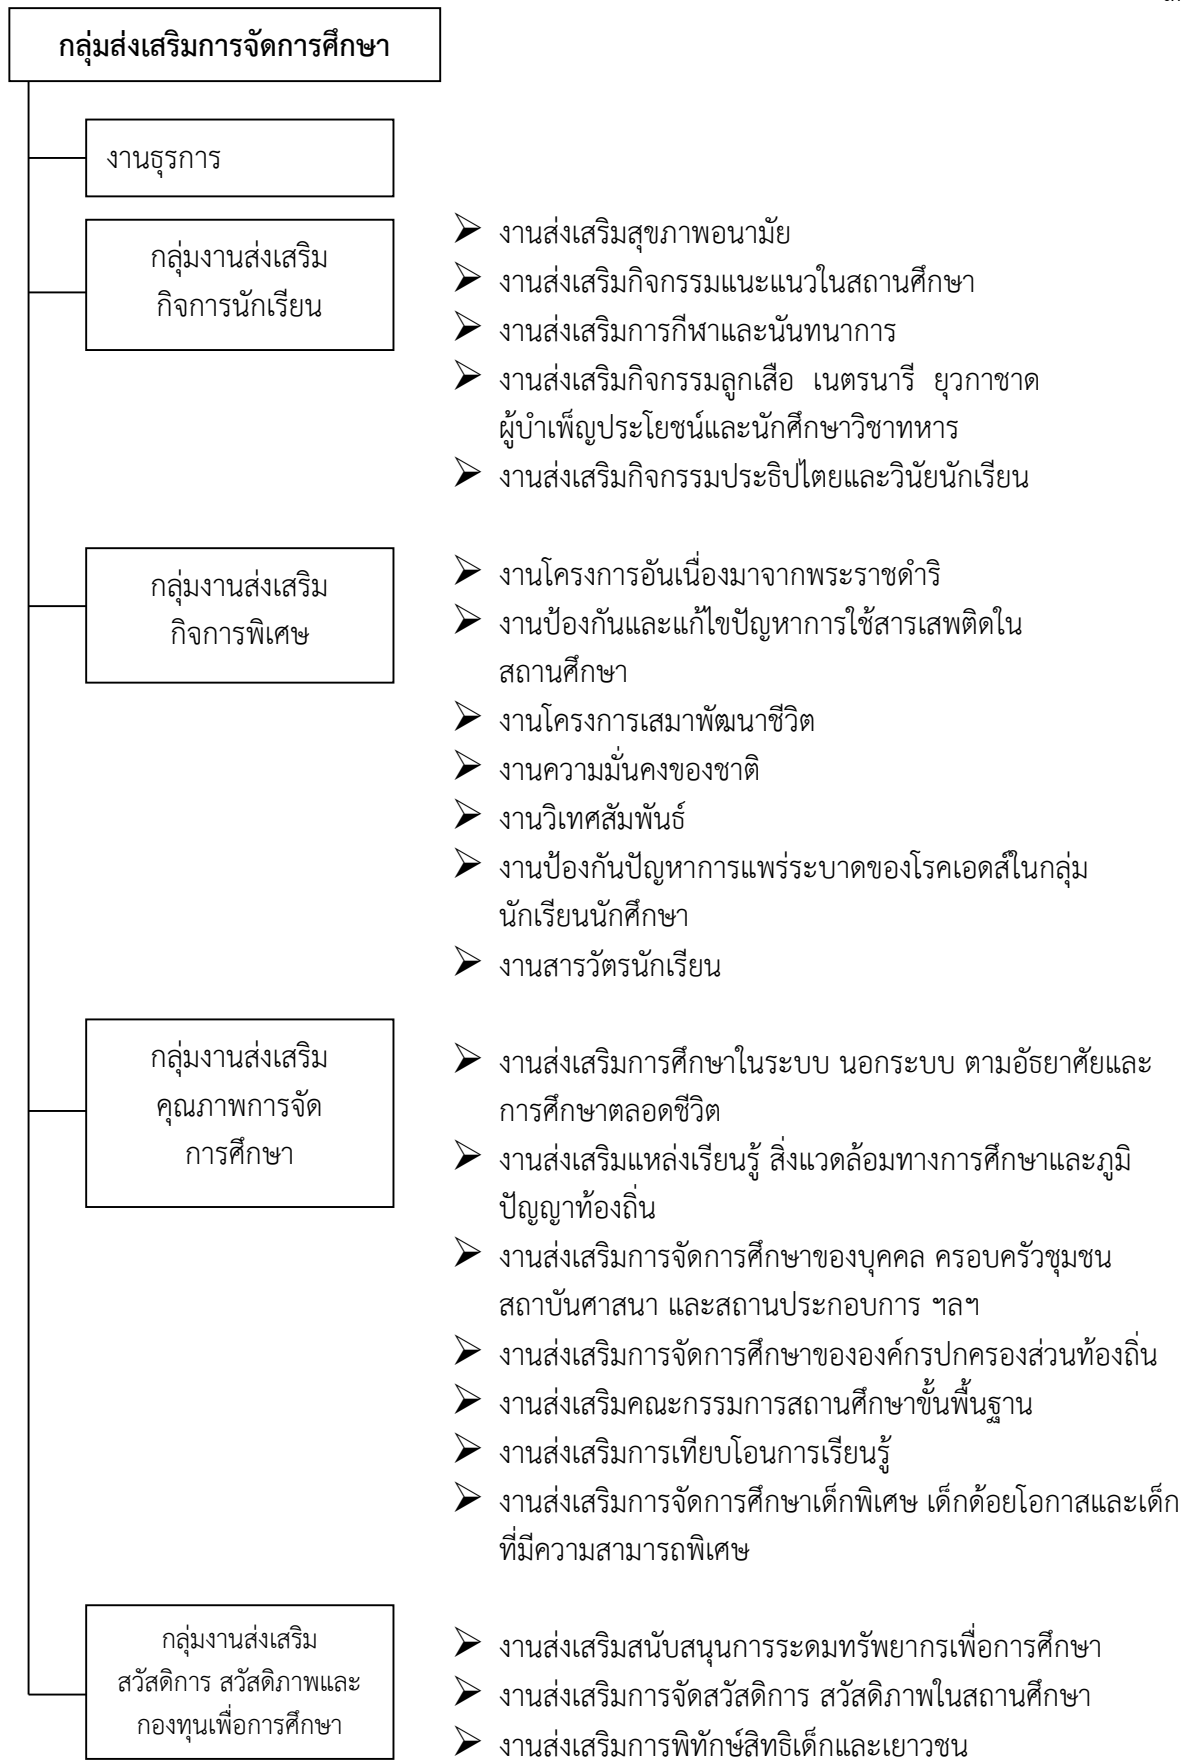 กลุ่มส่งเสริมการจัดการศึกษา
งานธุรการ
กลุ่มงานส่งเสริม
กิจการนักเรียน
งานส่งเสริมสุขภาพอนามัย
งานส่งเสริมกิจกรรมแนะแนวในสถานศึกษา
งานส่งเสริมการกีฬาและนันทนาการ
งานส่งเสริมกิจกรรมลูกเสือ เนตรนารี ยุวกาชาด
ผู้บำเพ็ญประโยชน์และนักศึกษาวิชาทหาร
งานส่งเสริมกิจกรรมประธิปไตยและวินัยนักเรียน
กลุ่มงานส่งเสริม
กิจการพิเศษ
งานโครงการอันเนื่องมาจากพระราชดำริ
งานป้องกันและแก้ไขปัญหาการใช้สารเสพติดใน
สถานศึกษา
งานโครงการเสมาพัฒนาชีวิต
งานความมั่นคงของชาติ
งานวิเทศสัมพันธ์
งานป้องกันปัญหาการแพร่ระบาดของโรคเอดส์ในกลุ่ม
นักเรียนนักศึกษา
งานสารวัตรนักเรียน
กลุ่มงานส่งเสริม
คุณภาพการจัด
การศึกษา
งานส่งเสริมการศึกษาในระบบ นอกระบบ ตามอัธยาศัยและ
การศึกษาตลอดชีวิต
งานส่งเสริมแหล่งเรียนรู้ สิ่งแวดล้อมทางการศึกษาและภูมิ
ปัญญาท้องถิ่น
งานส่งเสริมการจัดการศึกษาของบุคคล ครอบครัวชุมชน
สถาบันศาสนา และสถานประกอบการ ฯลฯ
งานส่งเสริมการจัดการศึกษาขององค์กรปกครองส่วนท้องถิ่น
งานส่งเสริมคณะกรรมการสถานศึกษาขั้นพื้นฐาน
งานส่งเสริมการเทียบโอนการเรียนรู้
งานส่งเสริมการจัดการศึกษาเด็กพิเศษ เด็กด้อยโอกาสและเด็ก
ที่มีความสามารถพิเศษ
กลุ่มงานส่งเสริม
สวัสดิการ สวัสดิภาพและ
กองทุนเพื่อการศึกษา
งานส่งเสริมสนับสนุนการระดมทรัพยากรเพื่อการศึกษา
งานส่งเสริมการจัดสวัสดิการ สวัสดิภาพในสถานศึกษา
งานส่งเสริมการพิทักษ์สิทธิเด็กและเยาวชน